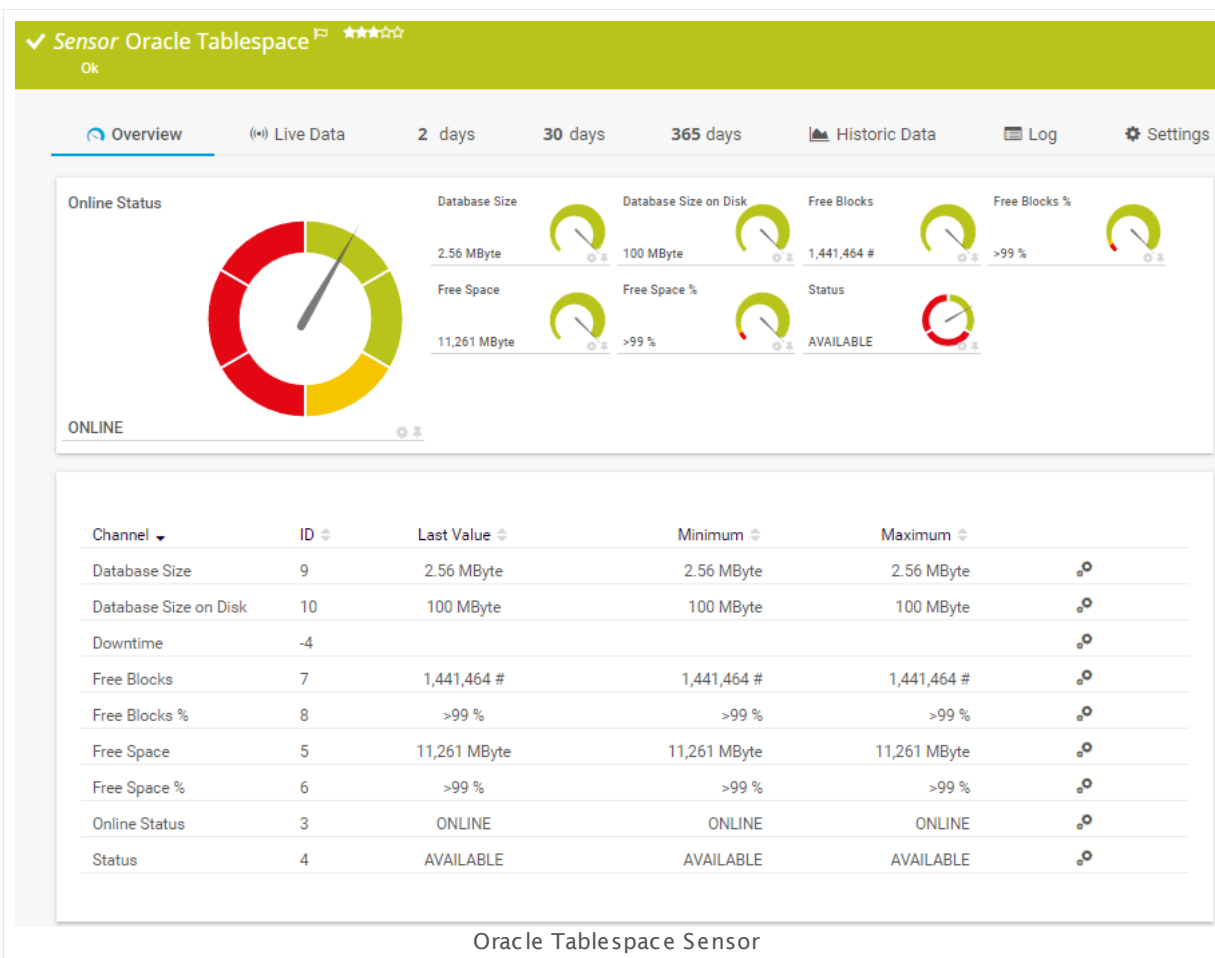 Sensor Oracle Tablespace
Ok
Overview Live Data 2 days 30 days 365 days Historic Data Log Settings
Online Status
ONLINE
Database Size
2.56 MByte
Database Size on Disk
100 MByte
Free Blocks
1,441,464 #
Free Blocks %
>99 %
Free Space
11,261 MByte
Free Space %
>99 %
Status
AVAILABLE
Channel ID Last Value Minimum Maximum
Database Size 9 2.56 MByte 2.56 MByte 2.56 MByte
Database Size on Disk 10 100 MByte 100 MByte 100 MByte
Downtime -4
Free Blocks 7 1,441,464 # 1,441,464 # 1,441,464 #
Free Blocks % 8 >99 % >99 % >99 %
Free Space 5 11,261 MByte 11,261 MByte 11,261 MByte
Free Space % 6 >99 % >99 % >99 %
Online Status 3 ONLINE ONLINE ONLINE
Status 4 AVAILABLE AVAILABLE AVAILABLE
Oracle Tablespace Sensor